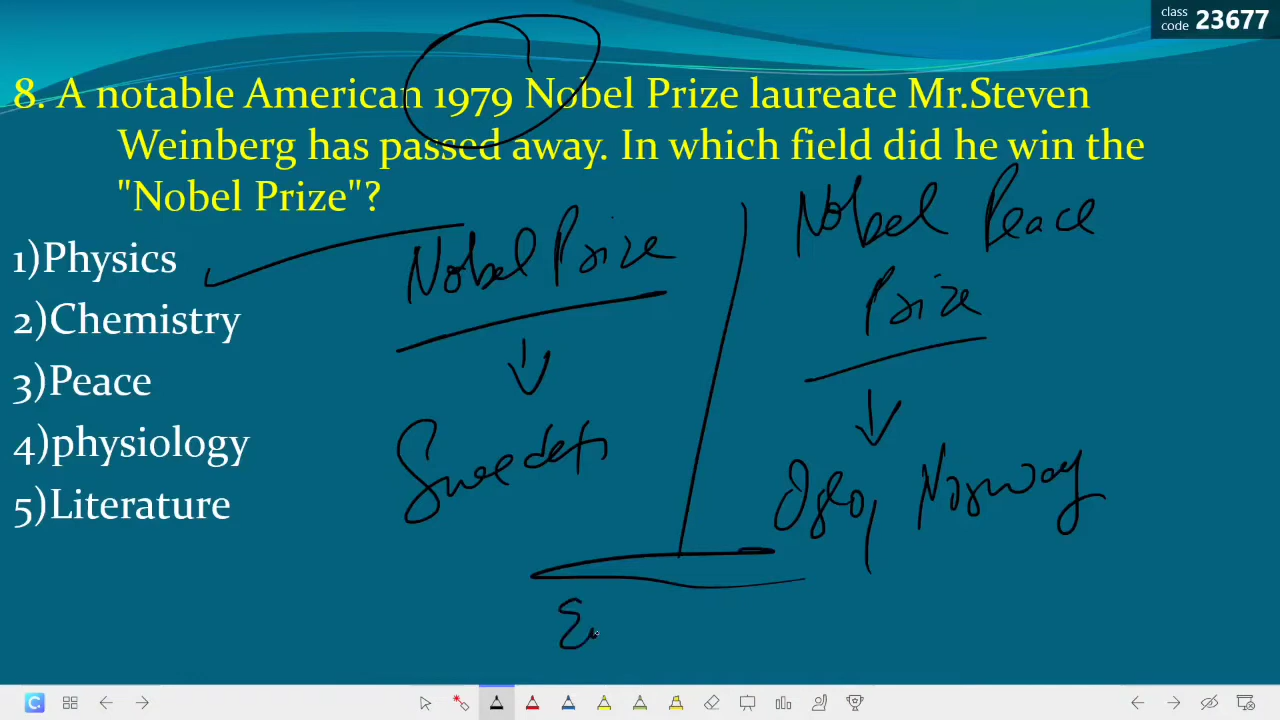 class
code 23677
8. A notable American 1979 Nobel Prize laureate Mr.Steven
Weinberg has passed away. In which field did he win the
"Nobel Prize"?
1)Physics
2)Chemistry
3)Peace
4)physiology
5)Literature
Nobel Prize
Sweden
Nobel Peace
Prize
Oslo, Norway